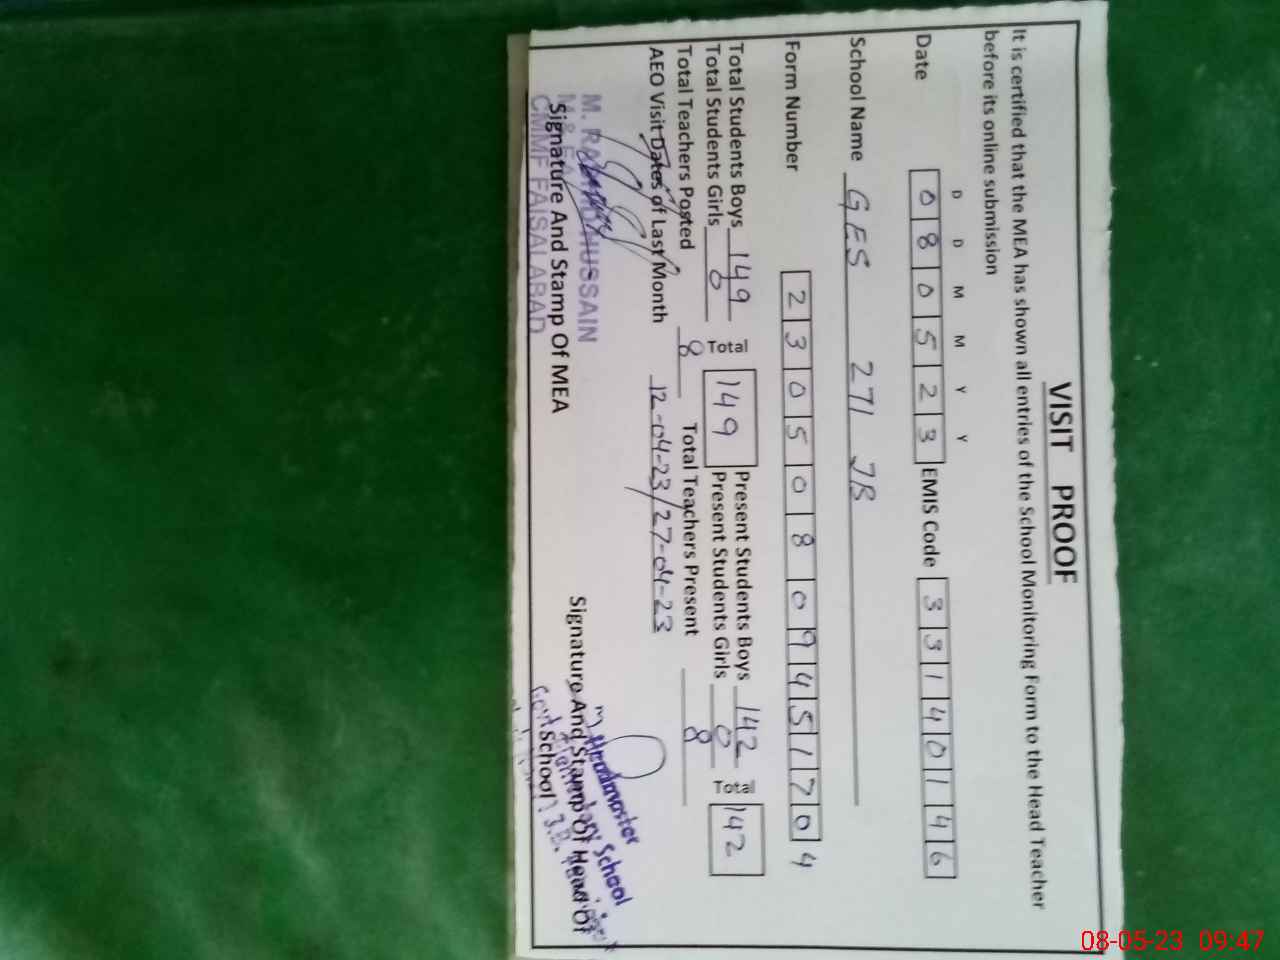 VISIT PROOF
It is certified that the MEA has shown all entries of the School Monitoring Form to the Head Teacher
before its online submission
D D M M Y Y
Date 0 8 0 5 2 3 EMIS Code 3 3 1 4 0 1 4 6
School Name GES 271 JB
Form Number 2 3 0 5 0 8 0 9 4 5 1 7 0 4
Total Students Boys 149 Total 149 Present Students Boys 142 Total 142
Total Students Girls 0 Present Students Girls 0
Total Teachers Posted 8 Total Teachers Present 8
AEO Visit Dates of Last Month 12-04-23/27-04-23
M. HUSSAIN
Signature And Stamp Of MEA
CMMF FAISALABAD
Headmaster
School
Signature And Stamp Of Head Of
School
08-05-23 09:47